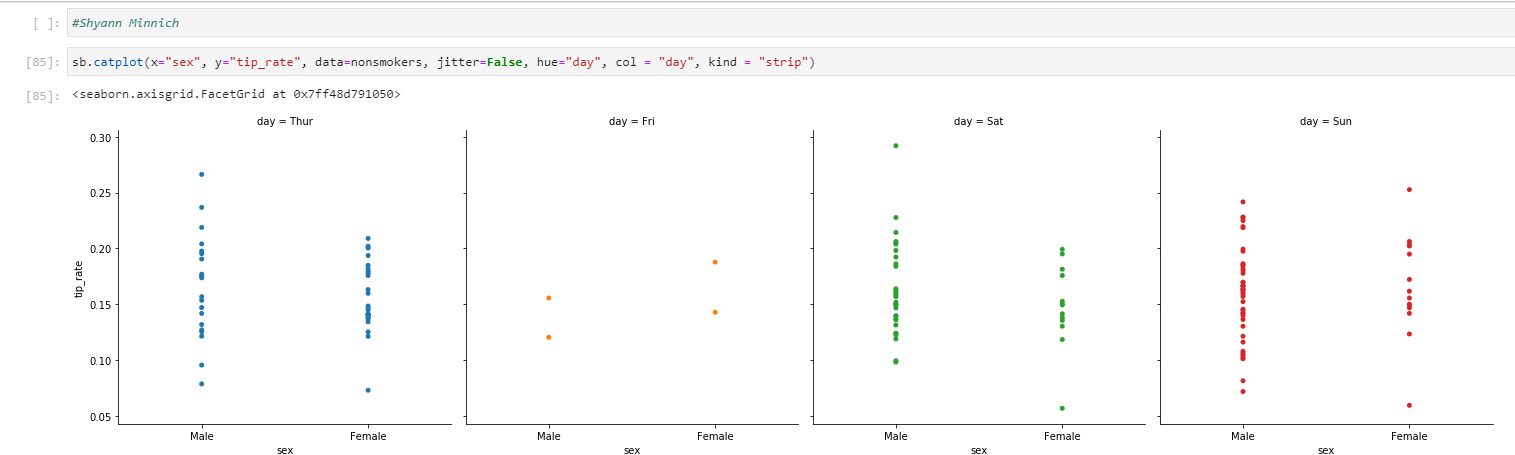 [ ]: #Shyann Minnich
[85]: sb.catplot(x="sex", y="tip_rate", data=nonsmokers, jitter=False, hue="day", col = "day", kind = "strip")
[85]: <seaborn.axisgrid.FacetGrid at 0x7ff48d791050>
day = Thur day = Fri day = Sat day = Sun
0.30
0.25
0.20
tip_rate
0.15
0.10
0.05
Male Female Male Female Male Female Male Female
sex sex sex sex